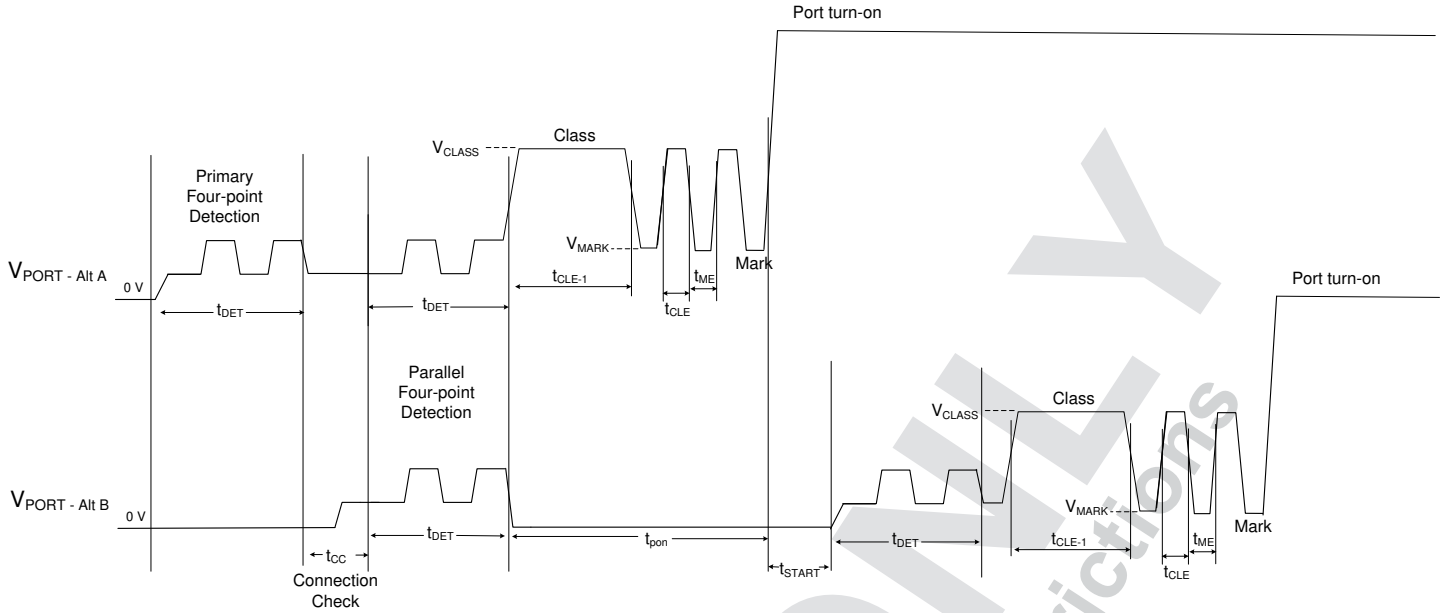 Port turn-on
Class
V_CLASS
Primary
Four-point
Detection
V_MARK
Mark
V_PORT - Alt A
0 V
t_CLE-1
t_ME
t_DET
t_DET
t_CLE
Port turn-on
Parallel
Four-point
Detection
Class
V_CLASS
V_PORT - Alt B
0 V
V_MARK
Mark
t_CC
t_DET
t_pon
t_DET
t_CLE-1
t_ME
t_START
t_CLE
Connection
Check
ONLY